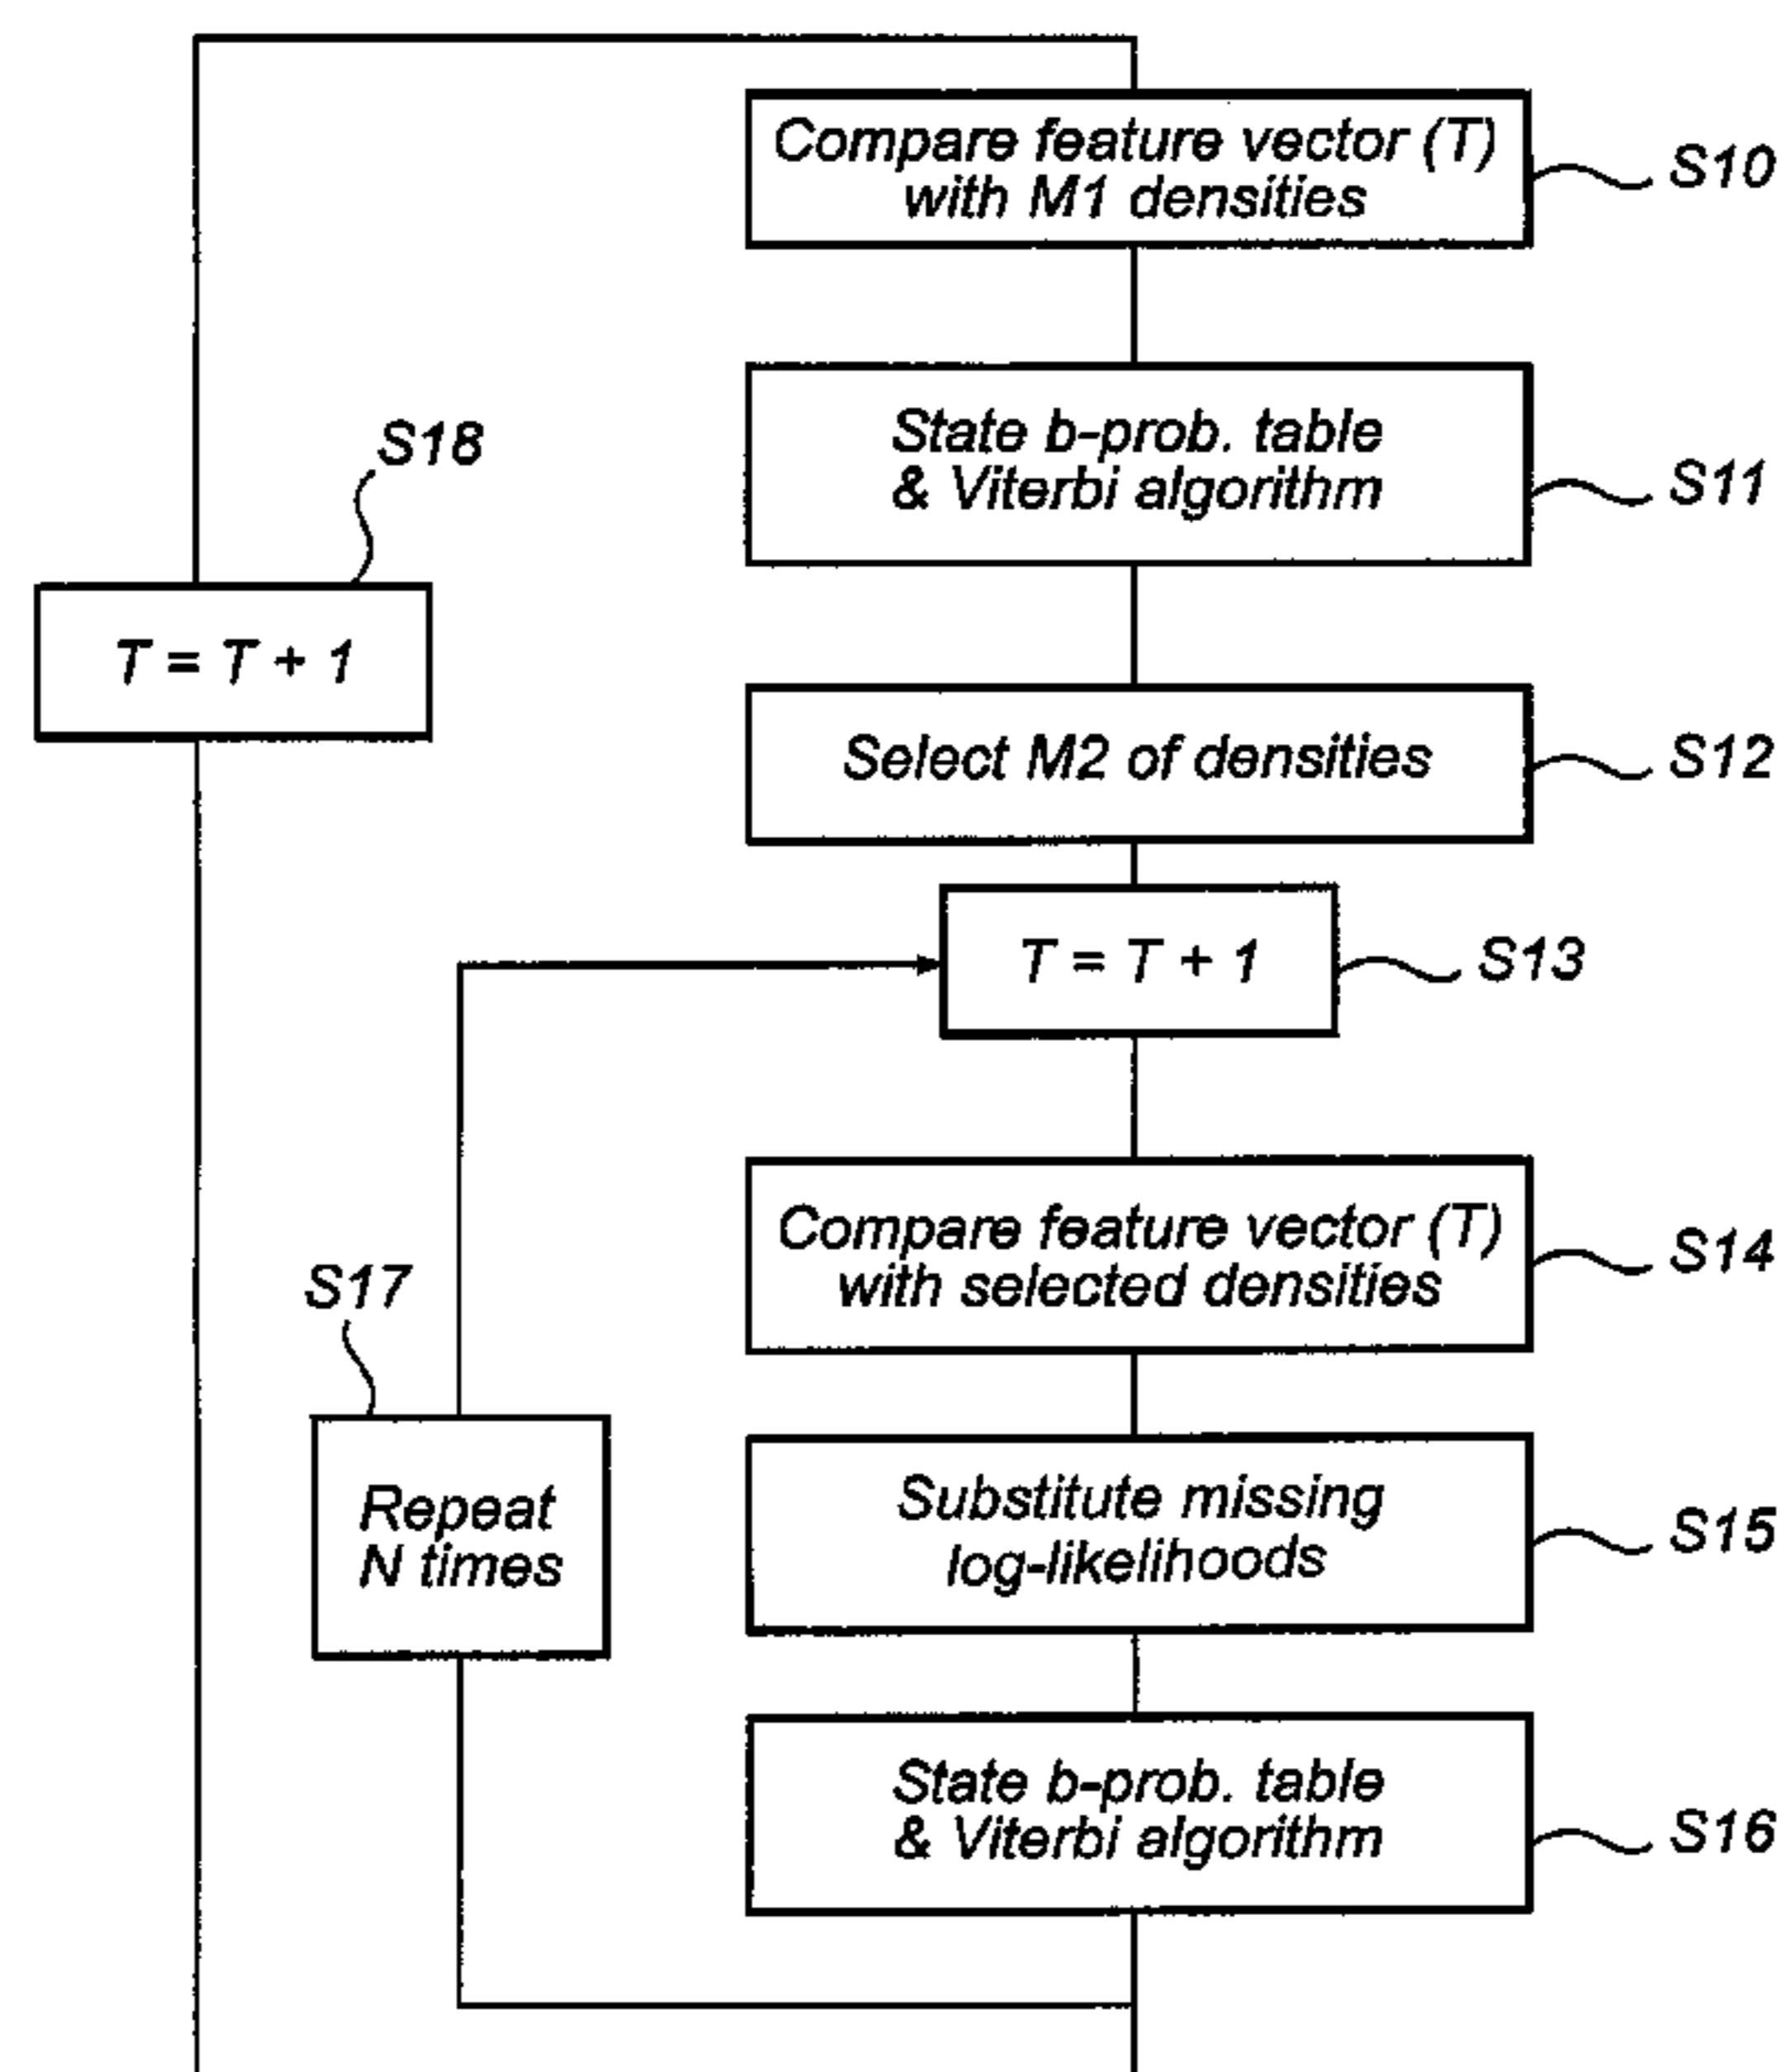 Compare feature vector (T)
with M1 densities
S10
State b-prob. table
& Viterbi algorithm
S11
S18
T = T + 1
Select M2 of densities
S12
T = T + 1
S13
Compare feature vector (T)
with selected densities
S14
S17
Repeat
N times
Substitute missing
log-likelihoods
S15
State b-prob. table
& Viterbi algorithm
S16